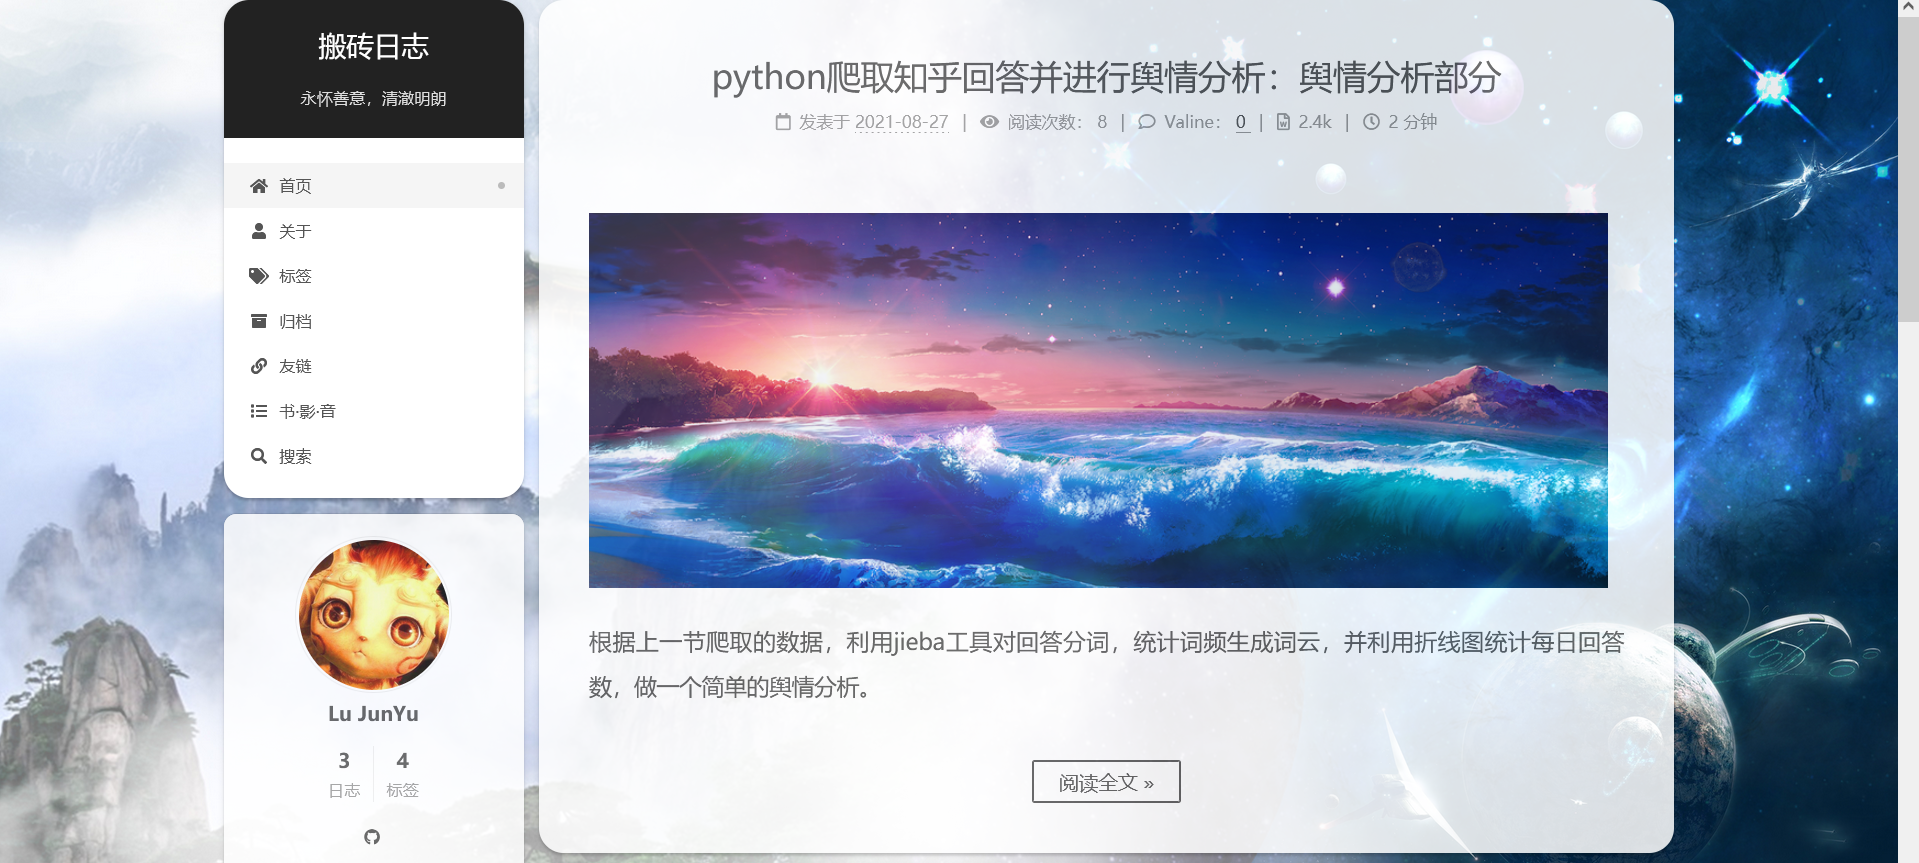 搬砖日志
永怀善意，清澈明朗
首页
关于
标签
归档
友链
书·影·音
搜索
Lu JunYu
3 4
日志 标签
python爬取知乎回答并进行舆情分析：舆情分析部分
发表于 2021-08-27 | 阅读次数： 8 | Valine： 0 | 2.4k | 2 分钟
根据上一节爬取的数据，利用jieba工具对回答分词，统计词频生成词云，并利用折线图统计每日回答
数，做一个简单的舆情分析。
阅读全文 »